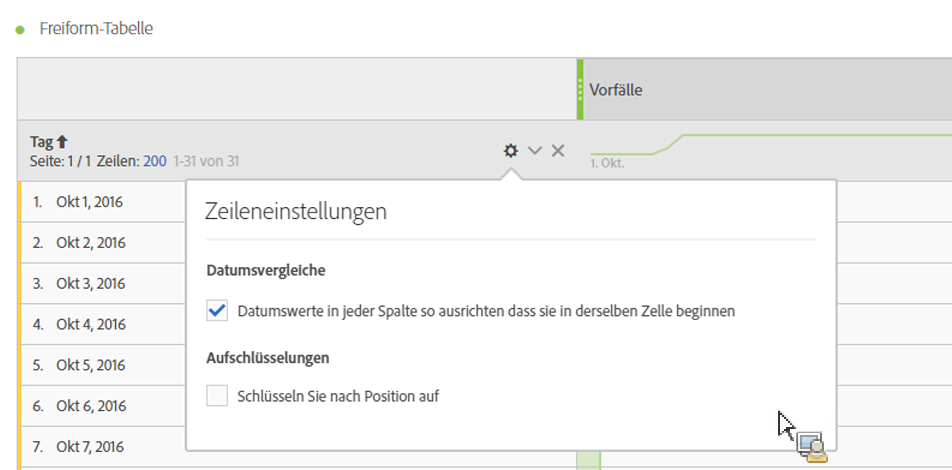 Freiform-Tabelle
Vorfälle
Tag
Seite: 1 / 1 Zeilen: 200 1-31 von 31
1. Okt.
1. Okt 1, 2016
2. Okt 2, 2016
3. Okt 3, 2016
4. Okt 4, 2016
5. Okt 5, 2016
6. Okt 6, 2016
7. Okt 7, 2016
Zeileneinstellungen
Datumsvergleiche
Datumswerte in jeder Spalte so ausrichten dass sie in derselben Zelle beginnen
Aufschlüsselungen
Schlüsseln Sie nach Position auf